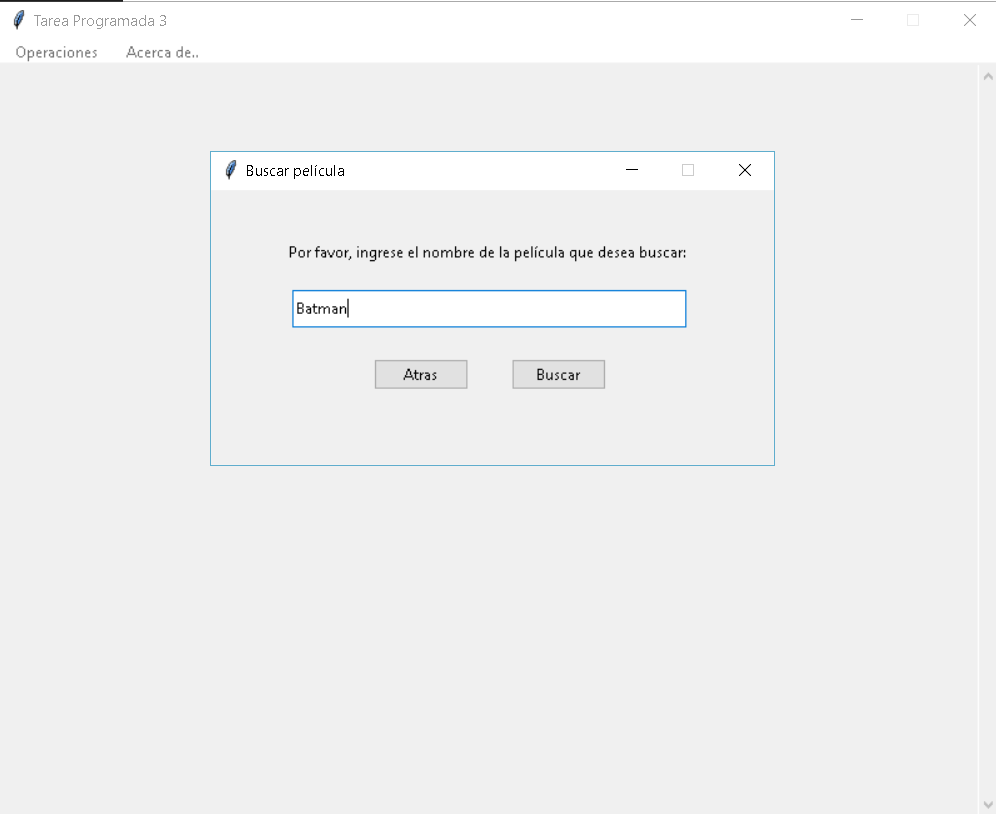 Tarea Programada 3
Operaciones Acerca de..
Buscar película
Por favor, ingrese el nombre de la película que desea buscar:
Batman
Atras Buscar